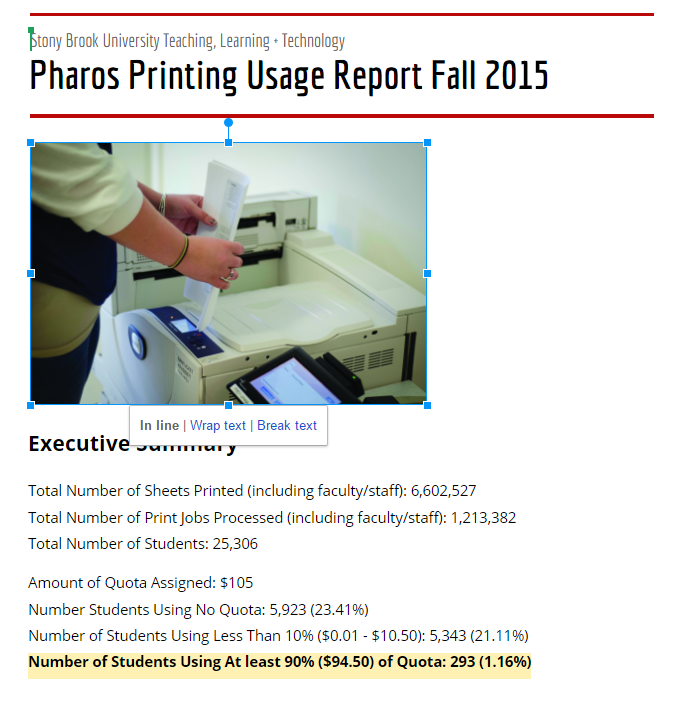 Stony Brook University Teaching, Learning + Technology
Pharos Printing Usage Report Fall 2015
In line | Wrap text | Break text
Executive Summary
Total Number of Sheets Printed (including faculty/staff): 6,602,527
Total Number of Print Jobs Processed (including faculty/staff): 1,213,382
Total Number of Students: 25,306
Amount of Quota Assigned: $105
Number Students Using No Quota: 5,923 (23.41%)
Number of Students Using Less Than 10% ($0.01 - $10.50): 5,343 (21.11%)
Number of Students Using At least 90% ($94.50) of Quota: 293 (1.16%)